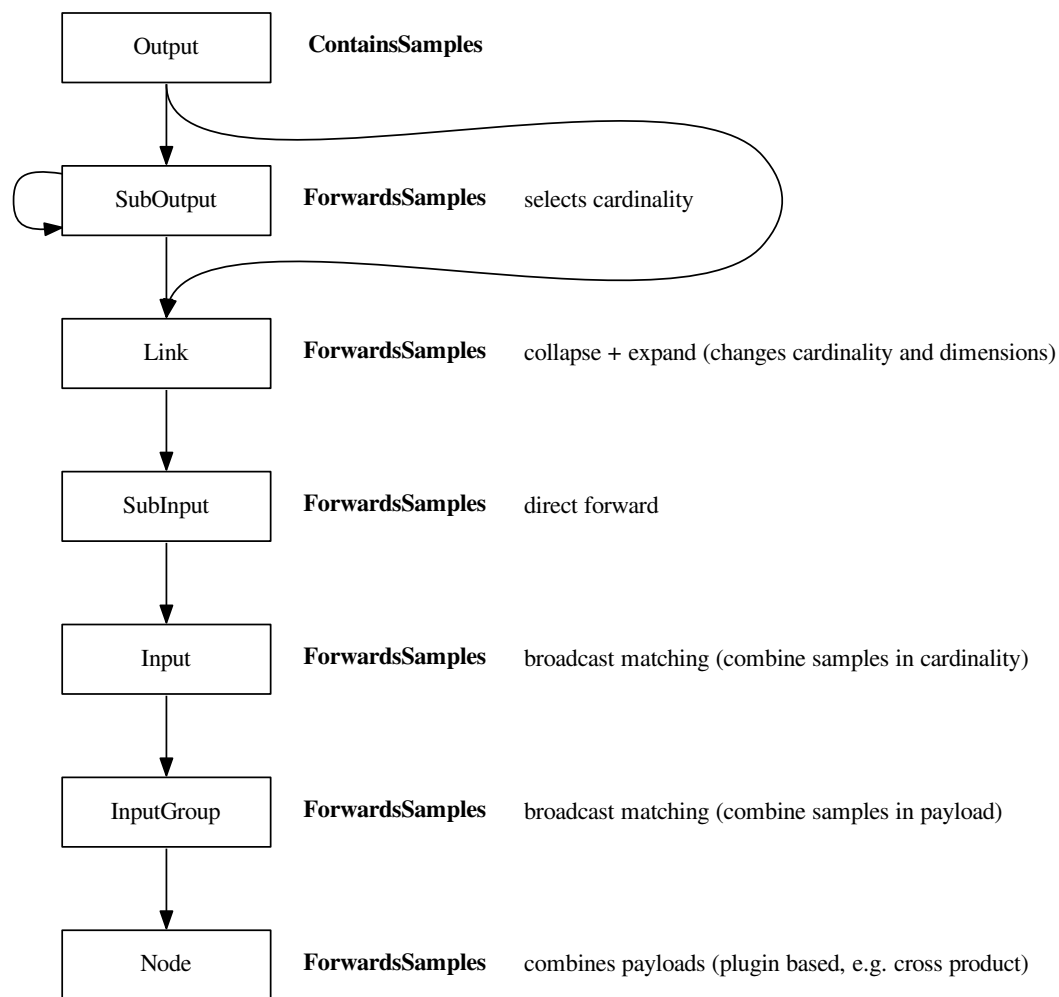 Output ContainsSamples
SubOutput ForwardsSamples selects cardinality
Link ForwardsSamples collapse + expand (changes cardinality and dimensions)
SubInput ForwardsSamples direct forward
Input ForwardsSamples broadcast matching (combine samples in cardinality)
InputGroup ForwardsSamples broadcast matching (combine samples in payload)
Node ForwardsSamples combines payloads (plugin based, e.g. cross product)